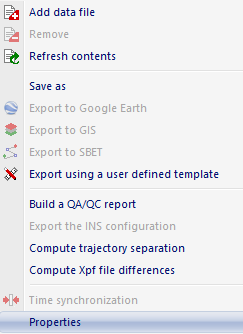 Add data file
Remove
Refresh contents
Save as
Export to Google Earth
Export to GIS
Export to SBET
Export using a user defined template
Build a QA/QC report
Export the INS configuration
Compute trajectory separation
Compute Xpf file differences
Time synchronization
Properties